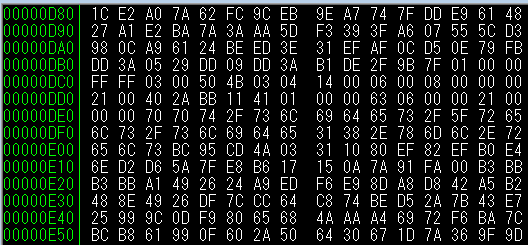 00000D80 1C E2 A0 7A 62 FC 9C EB 9E A7 74 7F DD E9 61 48
00000D90 27 A1 E2 BA 7A 3A AA 5D F3 39 3F A6 07 55 5C D3
00000DA0 98 0C A9 61 24 BE ED 3E 31 EF AF 0C D5 0E 79 FB
00000DB0 DD 3A 05 29 DD 09 DD 3A B1 DE 2F 9B 7F 01 00 00
00000DC0 FF FF 03 00 50 4B 03 04 14 00 06 00 08 00 00 00
00000DD0 21 00 40 2A BB 11 41 01 00 00 63 06 00 00 21 00
00000DE0 00 00 70 70 74 2F 73 6C 69 64 65 73 2F 5F 72 65
00000DF0 6C 73 2F 73 6C 69 64 65 31 38 2E 78 6D 6C 2E 72
00000E00 65 6C 73 BC 95 CD 4A 03 31 10 80 EF 82 EF B0 E4
00000E10 6E D2 D6 5A 7F E8 B6 17 15 0A 7A 91 FA 00 B3 BB
00000E20 B3 BB A1 49 26 24 A9 ED F6 E9 8D A8 D8 42 A5 B2
00000E30 48 8E 49 26 DF 7C CC 64 C8 74 BE D5 2A 7B 43 E7
00000E40 25 99 9C 0D F9 80 65 68 4A AA A4 69 72 F6 BA 7C
00000E50 BC B8 61 99 0F 60 2A 50 64 30 67 1D 7A 36 9F 9D